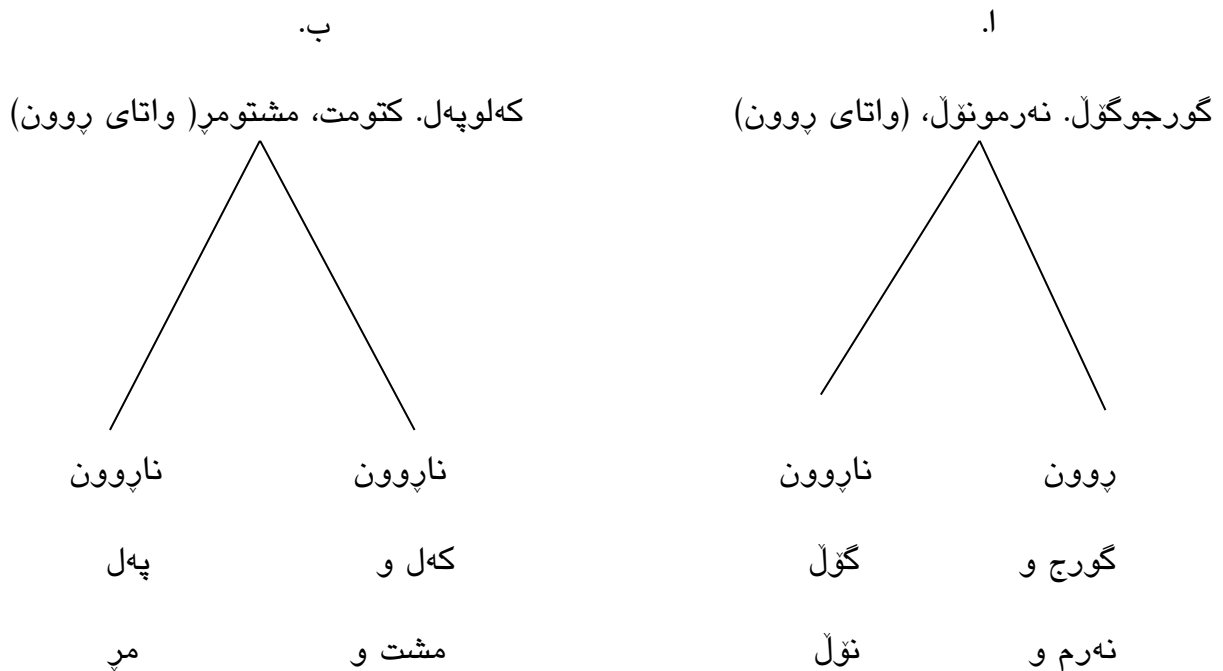 ا. ب.
گورجوگۆڵ. نەرمونۆڵ، (واتای ڕوون) کەلوپەل. کتومت، مشتومڕ( واتای ڕوون)
ڕوون ناڕوون ناڕوون ناڕوون
گورج و گۆڵ کەل و پەل
نەرم و نۆڵ مشت و مڕ